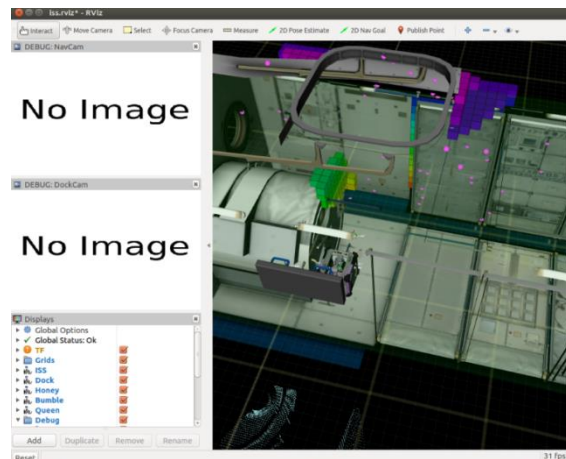 iss.rviz* - RViz
Interact Move Camera Select Focus Camera Measure 2D Pose Estimate 2D Nav Goal Publish Point
DEBUG: NavCam
No Image
DEBUG: DockCam
No Image
Displays
Global Options
Global Status: Ok
TF
Grids
ISS
Dock
Honey
Bumble
Queen
Debug
Add Duplicate Remove Rename
Reset 31 fps